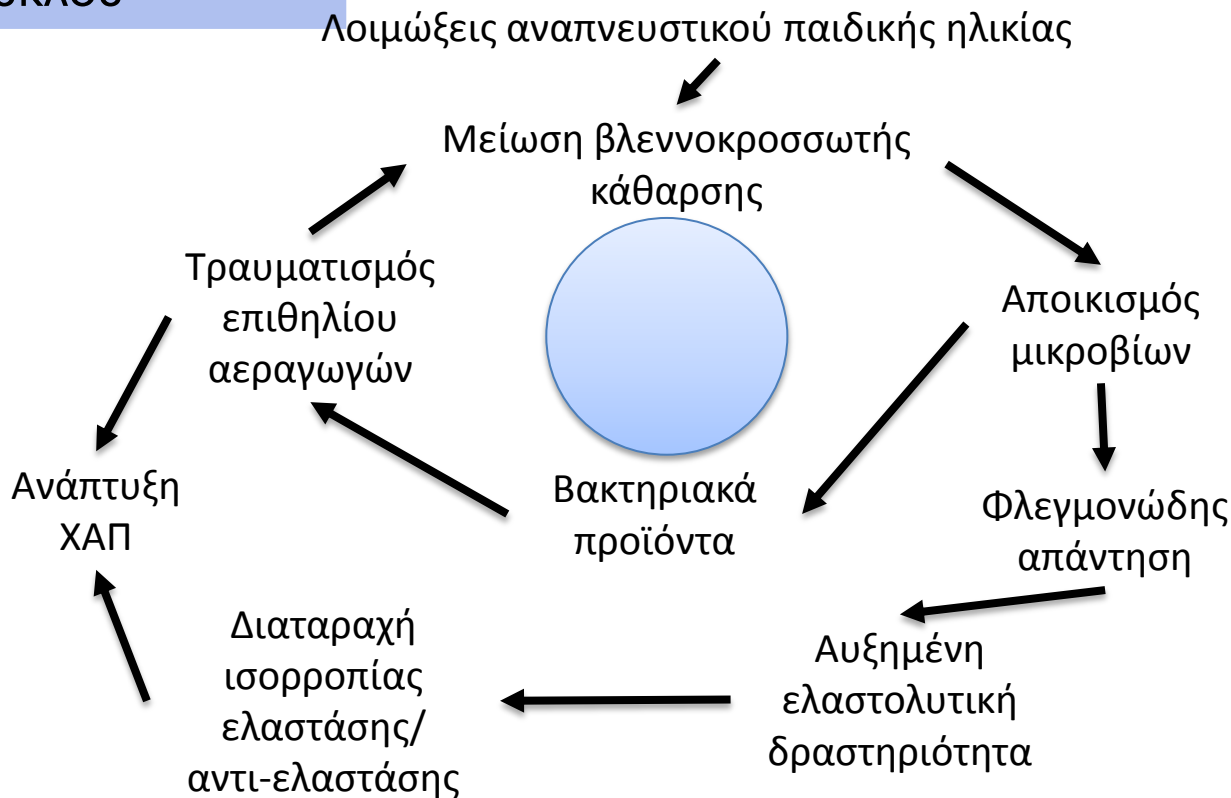 Λοιμώξεις αναπνευστικού παιδικής ηλικίας
Μείωση βλεννοκροσσωτής
κάθαρσης
Τραυματισμός
επιθηλίου
αεραγωγών
Αποικισμός
μικροβίων
Ανάπτυξη
ΧΑΠ
Βακτηριακά
προϊόντα
Φλεγμονώδης
απάντηση
Διαταραχή
ισορροπίας
ελαστάσης/
αντι-ελαστάσης
Αυξημένη
ελαστολυτική
δραστηριότητα